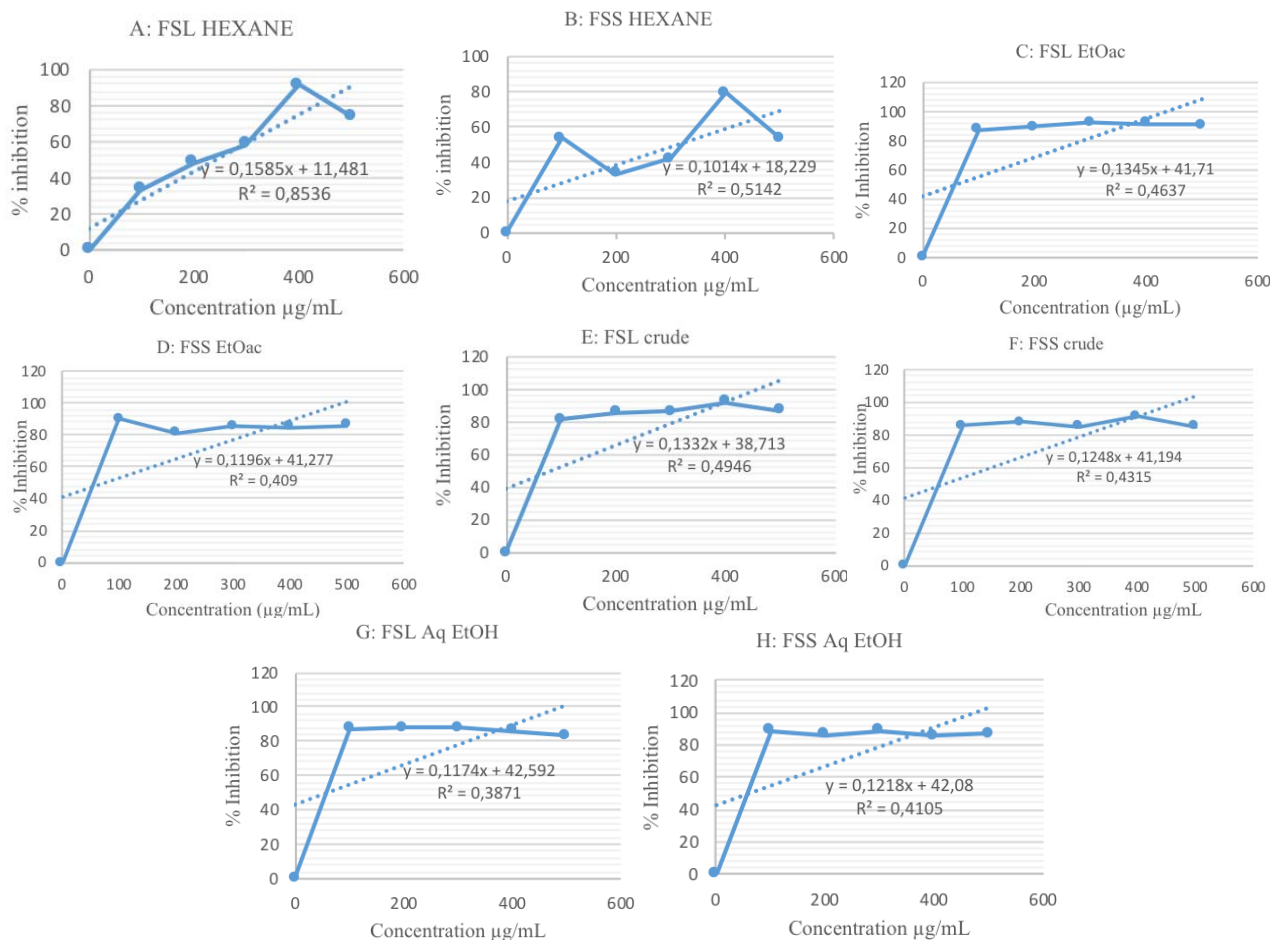 A: FSL HEXANE
% inhibition
100
80
60
40
20
0
y = 0,1585x + 11,481
R² = 0,8536
0 200 400 600
Concentration µg/mL
B: FSS HEXANE
% inhibition
100
80
60
40
20
0
y = 0,1014x + 18,229
R² = 0,5142
0 200 400 600
Concentration µg/mL
C: FSL EtOac
% Inhibition
120
100
80
60
40
20
0
y = 0,1345x + 41,71
R² = 0,4637
0 100 200 300 400 500 600
Concentration (µg/mL)
D: FSS EtOac
% Inhibition
120
100
80
60
40
20
0
y = 0,1196x + 41,277
R² = 0,409
0 100 200 300 400 500 600
Concentration (µg/mL)
E: FSL crude
% Inhibition
120
100
80
60
40
20
0
y = 0,1332x + 38,713
R² = 0,4946
0 200 400 600
Concentration µg/mL
F: FSS crude
% Inhibition
120
100
80
60
40
20
0
y = 0,1248x + 41,194
R² = 0,4315
0 100 200 300 400 500 600
Concentration µg/mL
G: FSL Aq EtOH
% Inhibition
120
100
80
60
40
20
0
y = 0,1174x + 42,592
R² = 0,3871
0 200 400 600
Concentration µg/mL
H: FSS Aq EtOH
% Inhibition
120
100
80
60
40
20
0
y = 0,1218x + 42,08
R² = 0,4105
0 200 400 600
Concentration µg/mL